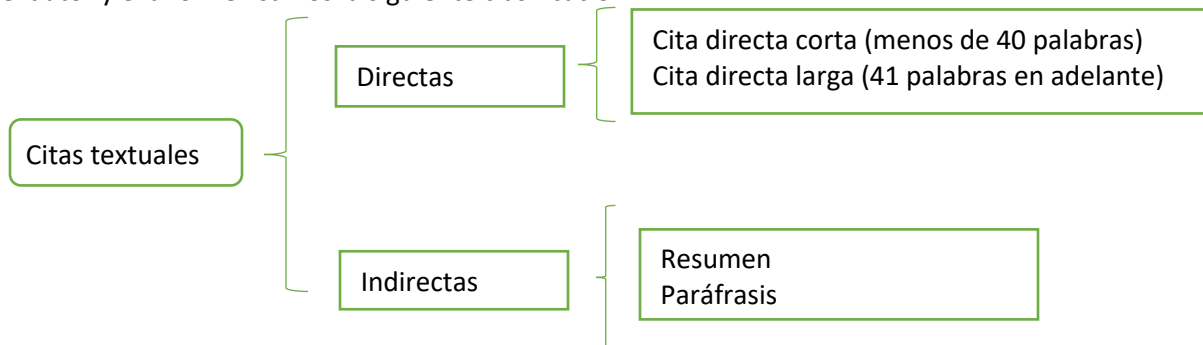 Cita directa corta (menos de 40 palabras)
Directas
Cita directa larga (41 palabras en adelante)
Citas textuales
Resumen
Indirectas
Paráfrasis